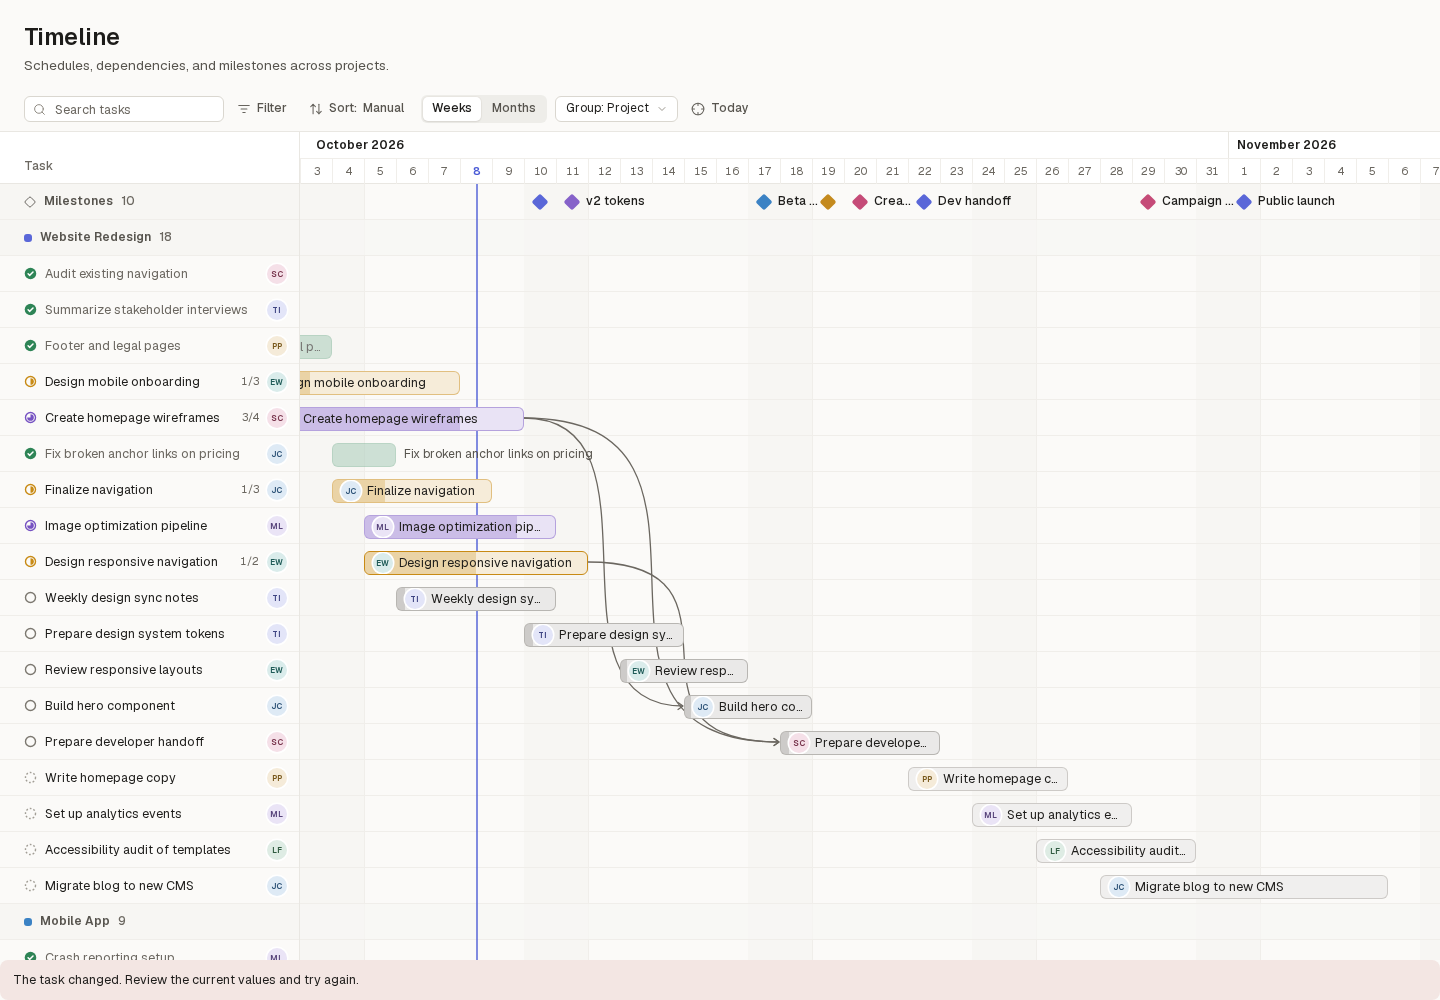 Timeline
Schedules, dependencies, and milestones across projects.
Search tasks
Filter
Sort: Manual
Weeks
Months
Group: Project
Today
Task
October 2026
November 2026
3 4 5 6 7 8 9 10 11 12 13 14 15 16 17 18 19 20 21 22 23 24 25 26 27 28 29 30 31 1 2 3 4 5 6 7
Milestones 10
v2 tokens
Beta ...
Crea...
Dev handoff
Campaign ...
Public launch
Website Redesign 18
Audit existing navigation SC
Summarize stakeholder interviews TI
Footer and legal pages PP
l p...
Design mobile onboarding 1/3 EW
gn mobile onboarding
Create homepage wireframes 3/4 SC
Create homepage wireframes
Fix broken anchor links on pricing JC
Fix broken anchor links on pricing
Finalize navigation 1/3 JC
JC Finalize navigation
Image optimization pipeline ML
ML Image optimization pip...
Design responsive navigation 1/2 EW
EW Design responsive navigation
Weekly design sync notes TI
TI Weekly design sy...
Prepare design system tokens TI
TI Prepare design sy...
Review responsive layouts EW
EW Review resp...
Build hero component JC
JC Build hero co...
Prepare developer handoff SC
SC Prepare develope...
Write homepage copy PP
PP Write homepage c...
Set up analytics events ML
ML Set up analytics e...
Accessibility audit of templates LF
LF Accessibility audit...
Migrate blog to new CMS JC
JC Migrate blog to new CMS
Mobile App 9
Crash reporting setup ML
The task changed. Review the current values and try again.